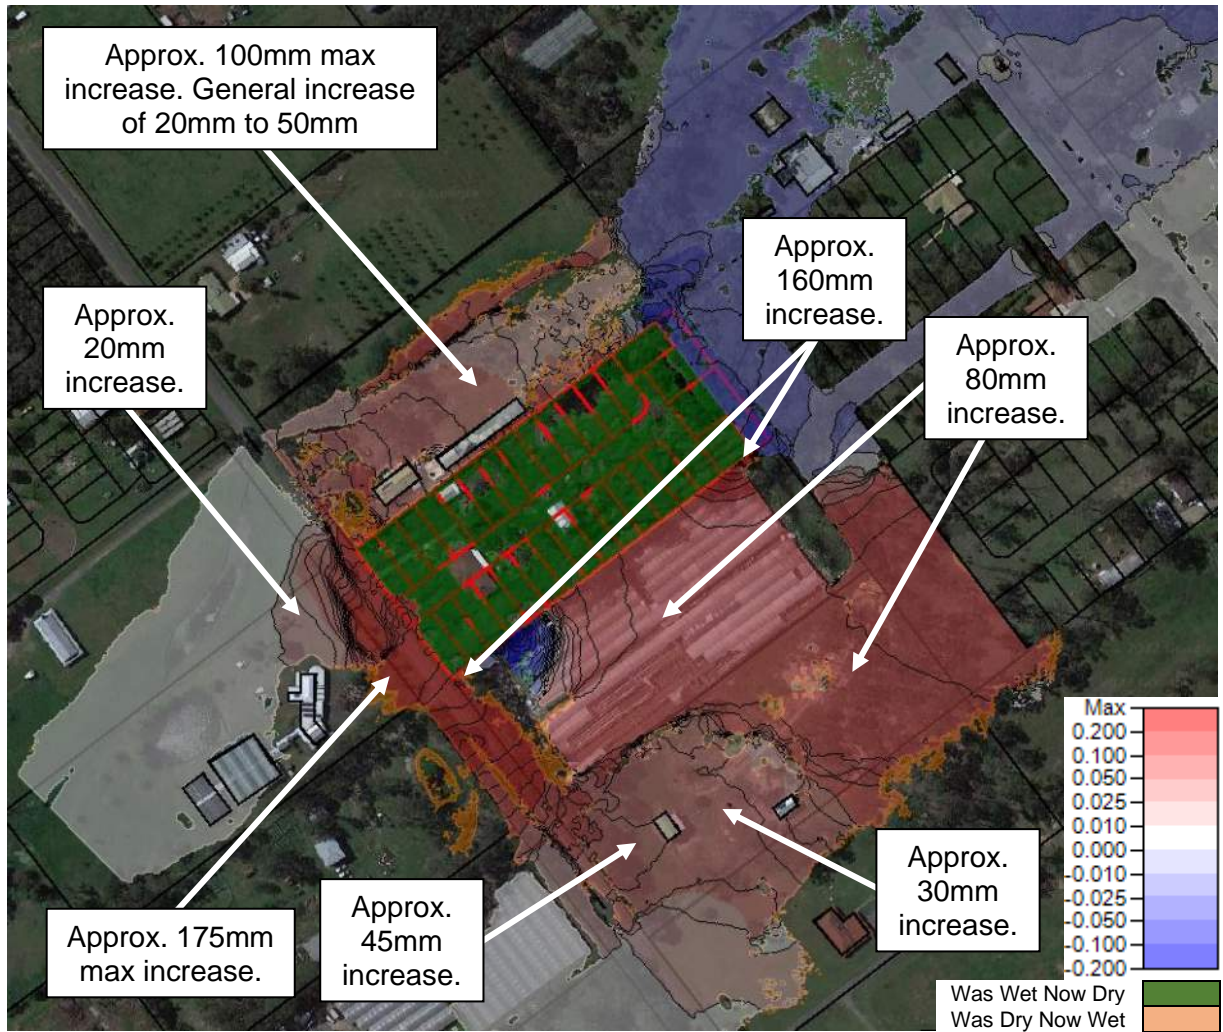 Approx. 100mm max
increase. General increase
of 20mm to 50mm
Approx.
160mm
increase.
Approx.
20mm
increase.
Approx.
80mm
increase.
Approx. 175mm
max increase.
Approx.
45mm
increase.
Approx.
30mm
increase.
Max
0.200
0.100
0.050
0.025
0.010
0.000
-0.010
-0.025
-0.050
-0.100
-0.200
Was Wet Now Dry
Was Dry Now Wet